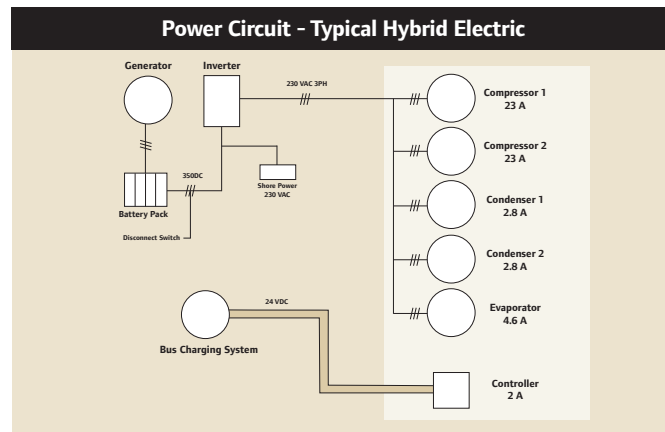 Power Circuit - Typical Hybrid Electric
Generator
Inverter
230 VAC 3PH
Compressor 1
23 A
Compressor 2
23 A
350DC
Shore Power
230 VAC
Battery Pack
Condenser 1
2.8 A
Disconnect Switch
Condenser 2
2.8 A
24 VDC
Evaporator
4.6 A
Bus Charging System
Controller
2 A